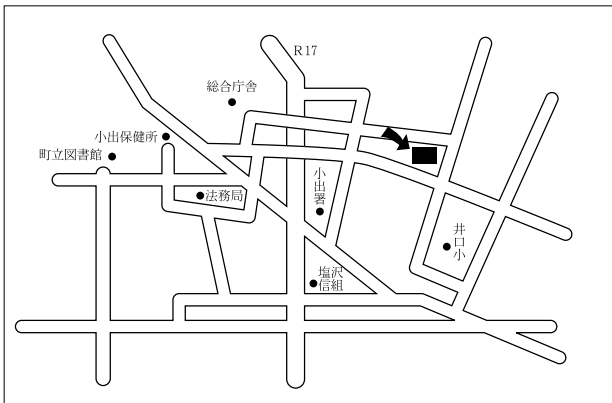 R17
総合庁舎
小出保健所
町立図書館
法務局
小出署
井口小
塩沢
信組